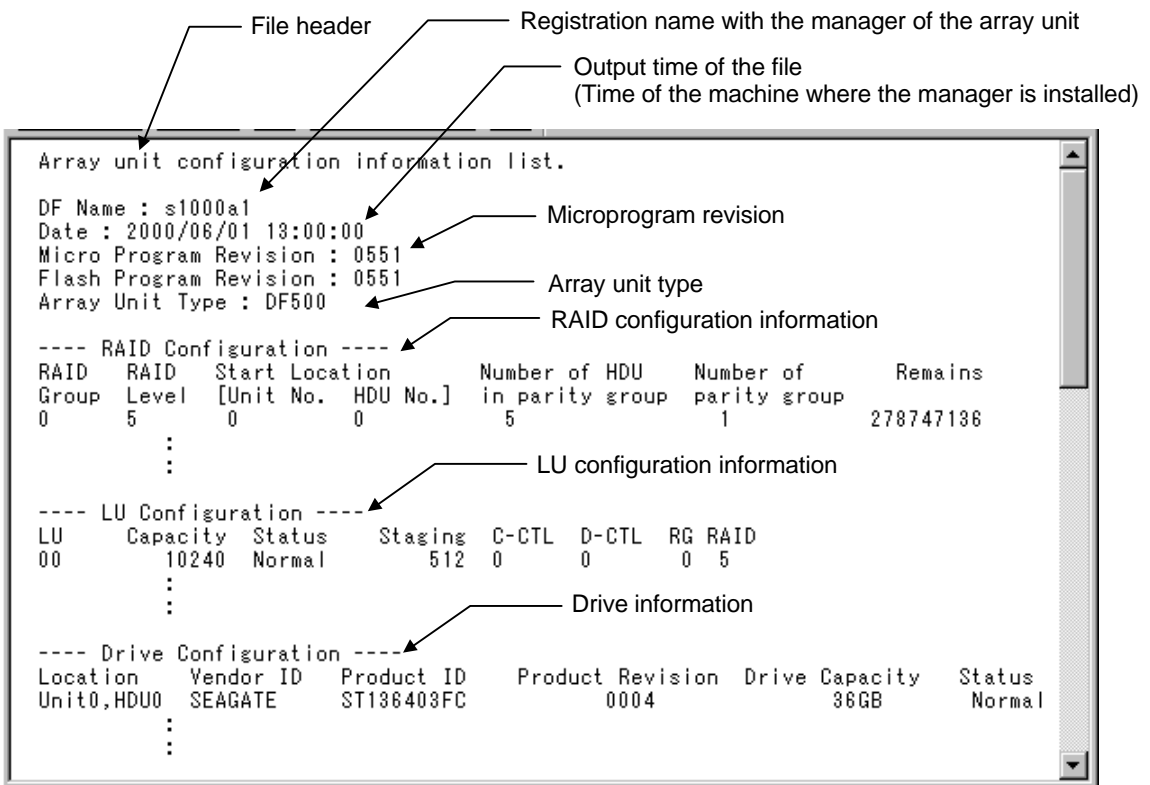 File header
Registration name with the manager of the array unit
Output time of the file
(Time of the machine where the manager is installed)
Array unit configuration information list.
DF Name : s1000a1
Date : 2000/06/01 13:00:00
Microprogram revision
Micro Program Revision : 0551
Flash Program Revision : 0551
Array Unit Type : DF500
Array unit type
RAID configuration information
---- RAID Configuration ----
RAID RAID Start Location Number of HDU Number of Remains
Group Level [Unit No. HDU No.] in parity group parity group
0 5 0 0 5 1 278747136
:
:
LU configuration information
---- LU Configuration ----
LU Capacity Status Staging C-CTL D-CTL RG RAID
00 10240 Normal 512 0 0 0 5
:
:
Drive information
---- Drive Configuration ----
Location Vendor ID Product ID Product Revision Drive Capacity Status
Unit0,HDU0 SEAGATE ST136403FC 0004 36GB Normal
:
: